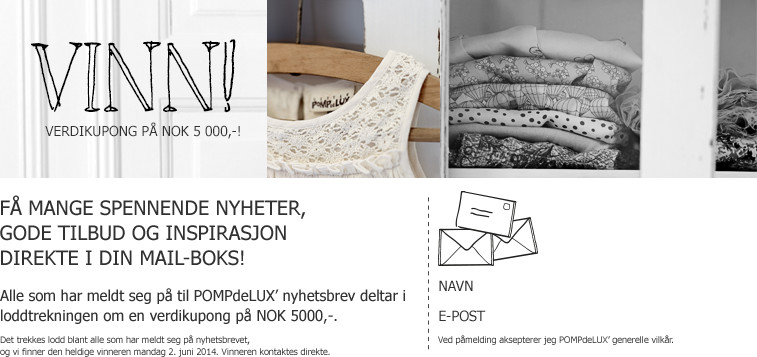 VINN!
VERDIKUPONG PÅ NOK 5 000,-!
POMPdeLUX
FÅ MANGE SPENNENDE NYHETER,
GODE TILBUD OG INSPIRASJON
DIREKTE I DIN MAIL-BOKS!
Alle som har meldt seg på til POMPdeLUX’ nyhetsbrev deltar i
loddtrekningen om en verdikupong på NOK 5000,-.
Det trekkes lodd blant alle som har meldt seg på nyhetsbrevet,
og vi finner den heldige vinneren mandag 2. juni 2014. Vinneren kontaktes direkte.
NAVN
E-POST
Ved påmelding aksepterer jeg POMPdeLUX’ generelle vilkår.